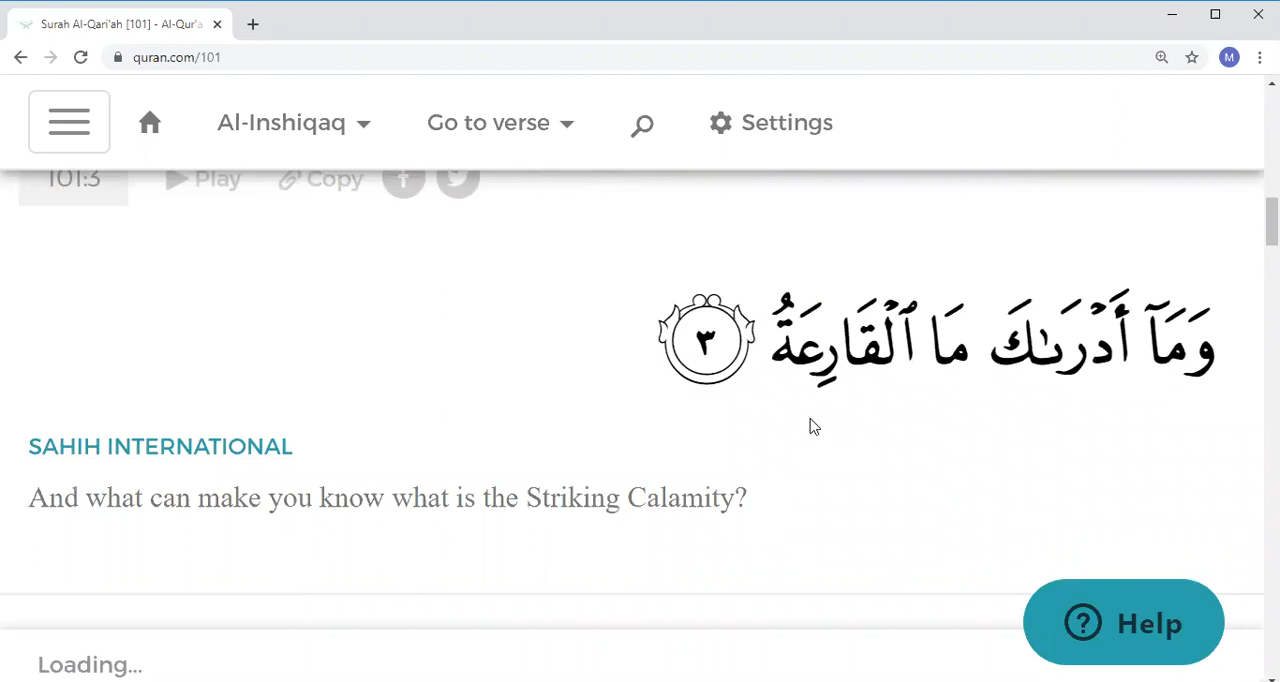 Surah Al-Qari'ah [101] - Al-Qur'a
quran.com/101
M
Al-Inshiqaq
Go to verse
Settings
101:3
Play
Copy
وَمَآ أَدْرَىٰكَ مَا ٱلْقَارِعَةُ ٣
SAHIH INTERNATIONAL
And what can make you know what is the Striking Calamity?
? Help
Loading...